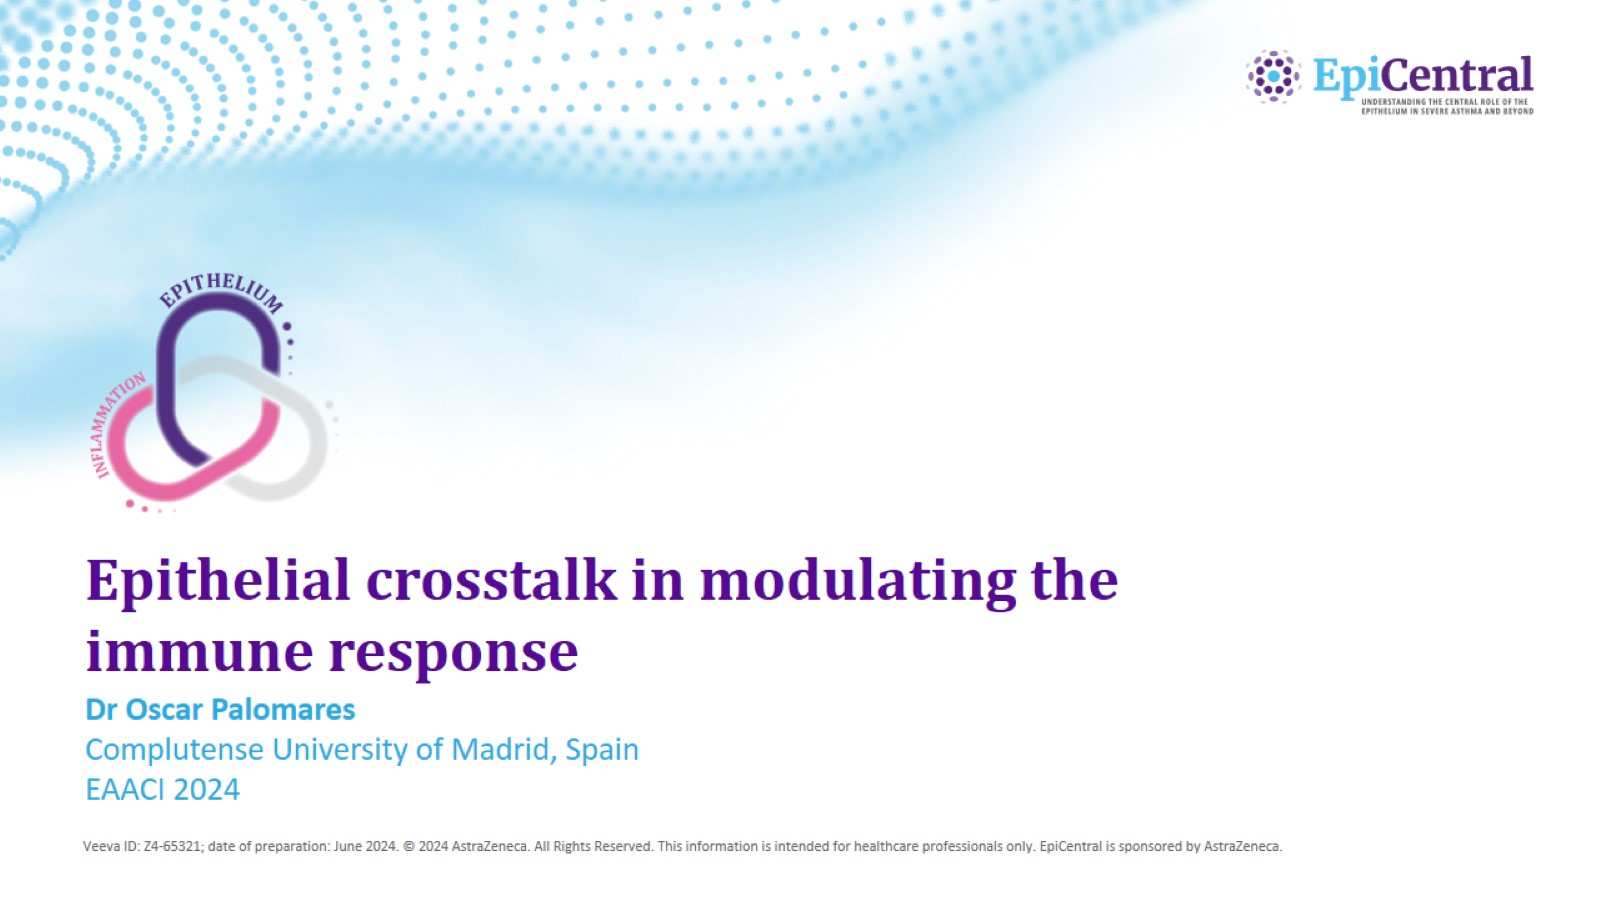 EpiCentral
UNDERSTANDING THE CENTRAL ROLE OF THE
EPITHELIUM IN SEVERE ASTHMA AND BEYOND
EPITHELIUM
INFLAMMATION
Epithelial crosstalk in modulating the
immune response
Dr Oscar Palomares
Complutense University of Madrid, Spain
EAACI 2024
Veeva ID: Z4-65321; date of preparation: June 2024. © 2024 AstraZeneca. All Rights Reserved. This information is intended for healthcare professionals only. EpiCentral is sponsored by AstraZeneca.